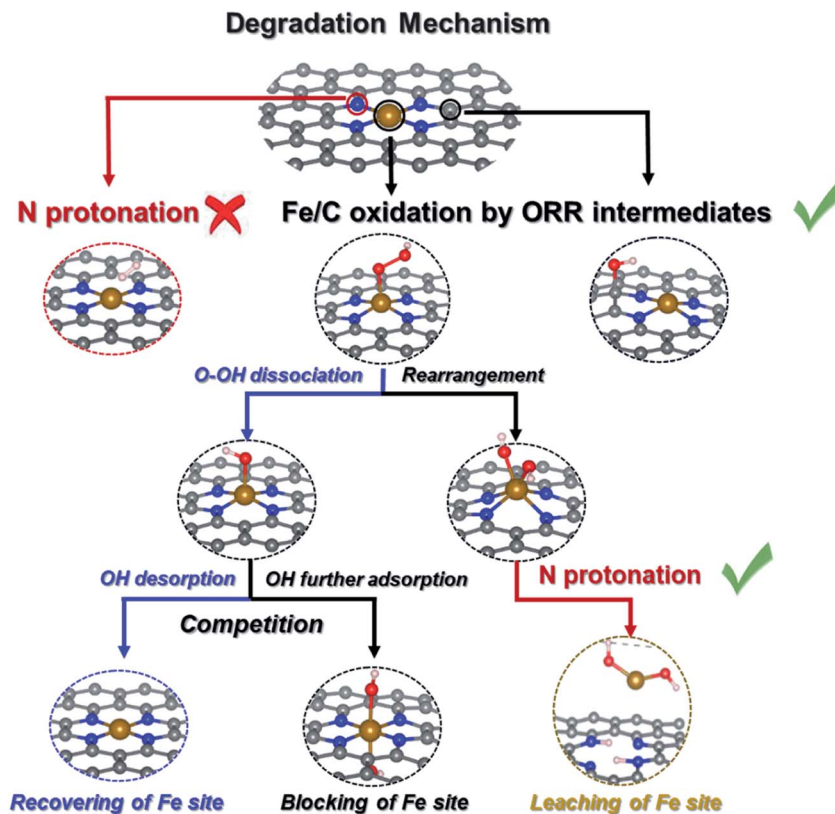 Degradation Mechanism
N protonation
Fe/C oxidation by ORR intermediates
O-OH dissociation
Rearrangement
OH desorption
OH further adsorption
Competition
N protonation
Recovering of Fe site
Blocking of Fe site
Leaching of Fe site